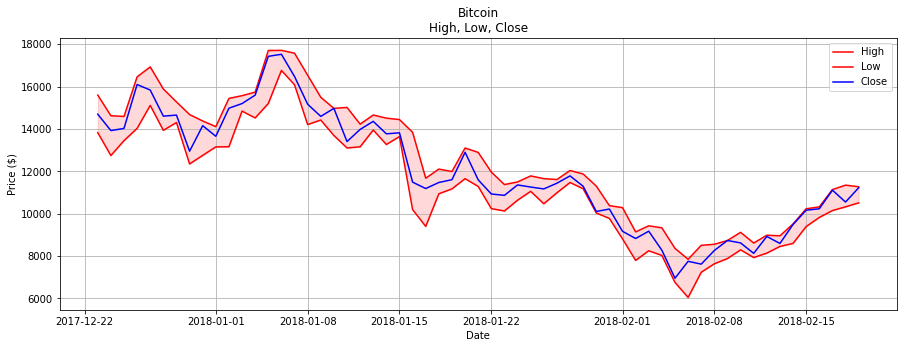 Bitcoin
High, Low, Close
High
Low
Close
18000
16000
14000
12000
10000
8000
6000
Price ($)
2017-12-22
2018-01-01
2018-01-08
2018-01-15
2018-01-22
2018-02-01
2018-02-08
2018-02-15
Date